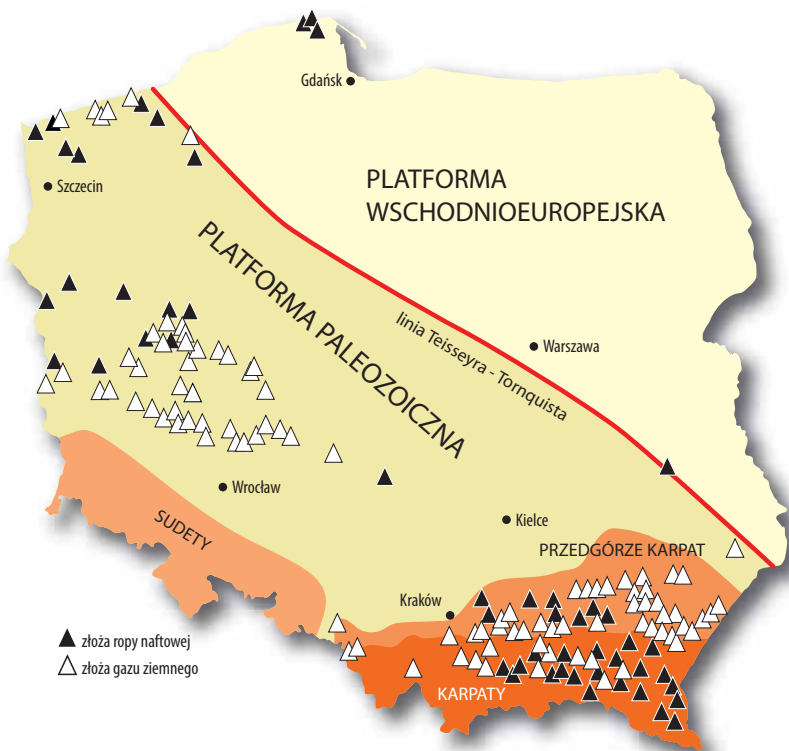 Gdańsk
Szczecin
PLATFORMA
WSCHODNIOEUROPEJSKA
PLATFORMA PALEOZOICZNA
linia Teisseyra - Tornquista
Warszawa
Wrocław
SUDETY
Kielce
PRZEDGÓRZE KARPAT
Kraków
KARPATY
złoża ropy naftowej
złoża gazu ziemnego